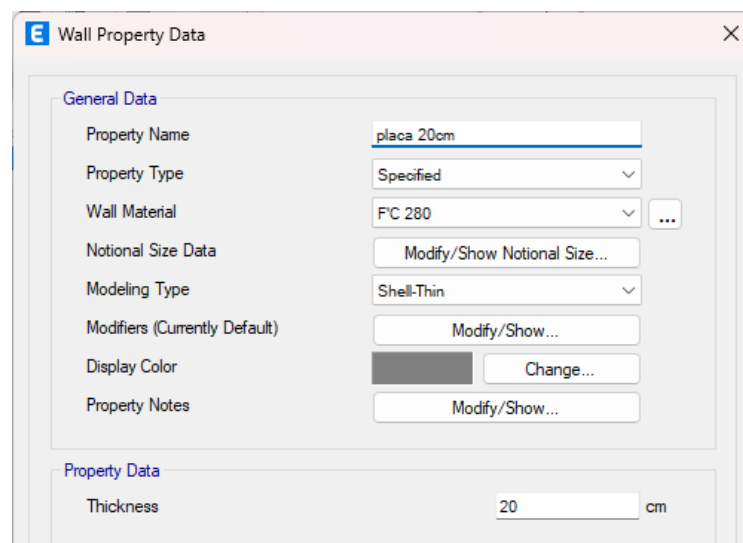 E Wall Property Data
General Data
Property Name placa 20cm
Property Type Specified
Wall Material F'C 280 ...
Notional Size Data Modify/Show Notional Size...
Modeling Type Shell-Thin
Modifiers (Currently Default) Modify/Show...
Display Color Change...
Property Notes Modify/Show...
Property Data
Thickness 20 cm